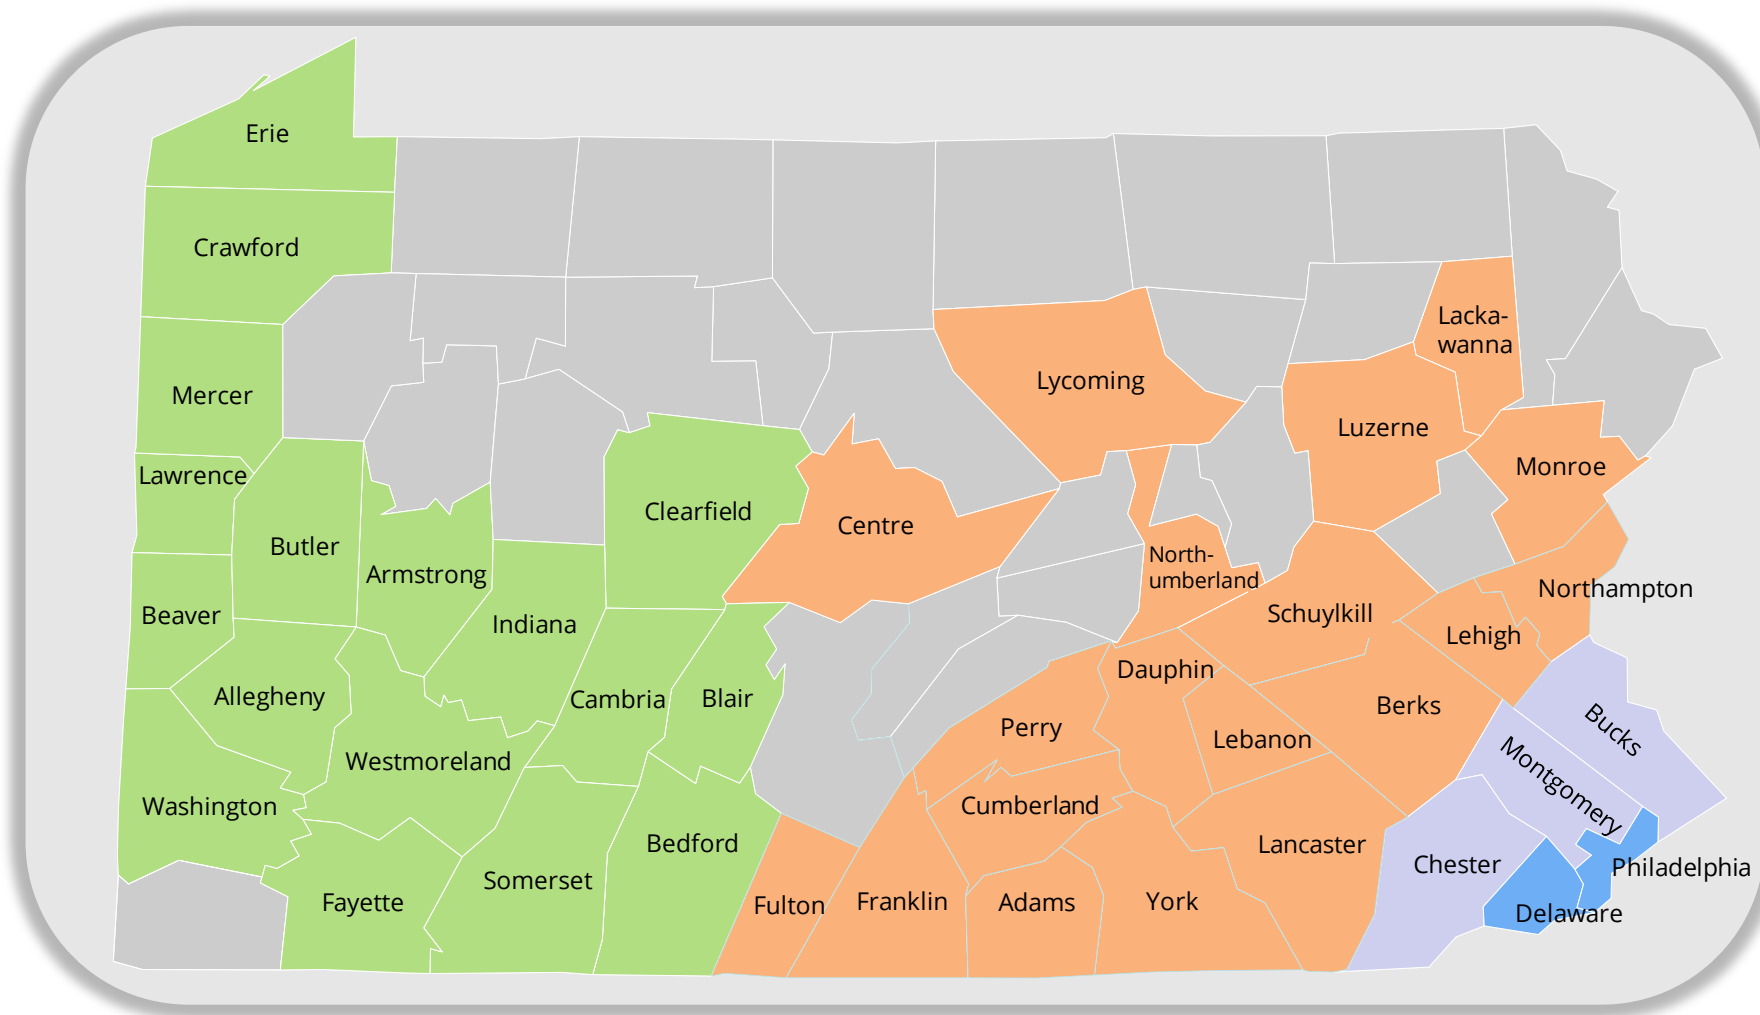 Erie
Crawford
Mercer
Lawrence
Butler
Armstrong
Beaver
Indiana
Clearfield
Allegheny
Cambria
Blair
Westmoreland
Washington
Fayette
Somerset
Bedford
Centre
Lycoming
Lacka-
wanna
Luzerne
Monroe
North-
umberland
Northampton
Schuylkill
Lehigh
Dauphin
Perry
Lebanon
Berks
Cumberland
Lancaster
Fulton
Franklin
Adams
York
Bucks
Montgomery
Chester
Philadelphia
Delaware